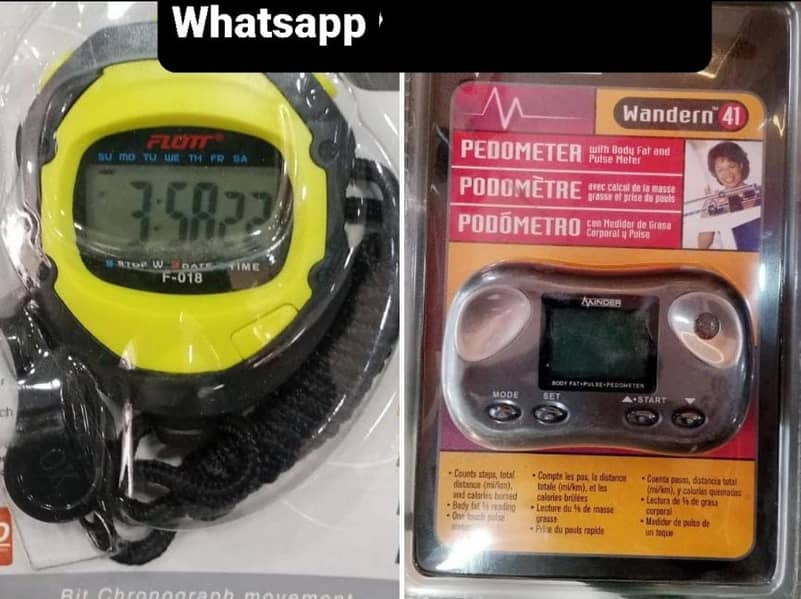 Whatsapp
FLOTT®
SU MO TU WE TH FR SA
3:58 22
S STOP W DATE TIME
F-018
Bit Chronograph movement
Wandern™ 41
PEDOMETER with Body Fat and
Pulse Meter
PODOMÈTRE avec calcul de la masse
grasse et prise du pouls
PODÓMETRO con Medidor de Grasa
Corporal y Pulso
MINDER
BODY FAT•PULSE•PEDOMETER
MODE SET ▲•START ▼
• Counts steps, total
distance (mi/km),
and calories burned
• Body fat % reading
• One touch pulse
meter
• Compte les pas, la distance
totale (mi/km), et les
calories brûlées
• Lecture du % de masse
grasse
• Prise du pouls rapide
• Cuenta pasos, distancia total
(mi/km), y calorías quemadas
• Lectura de % de grasa
corporal
• Medidor de pulso de
un toque